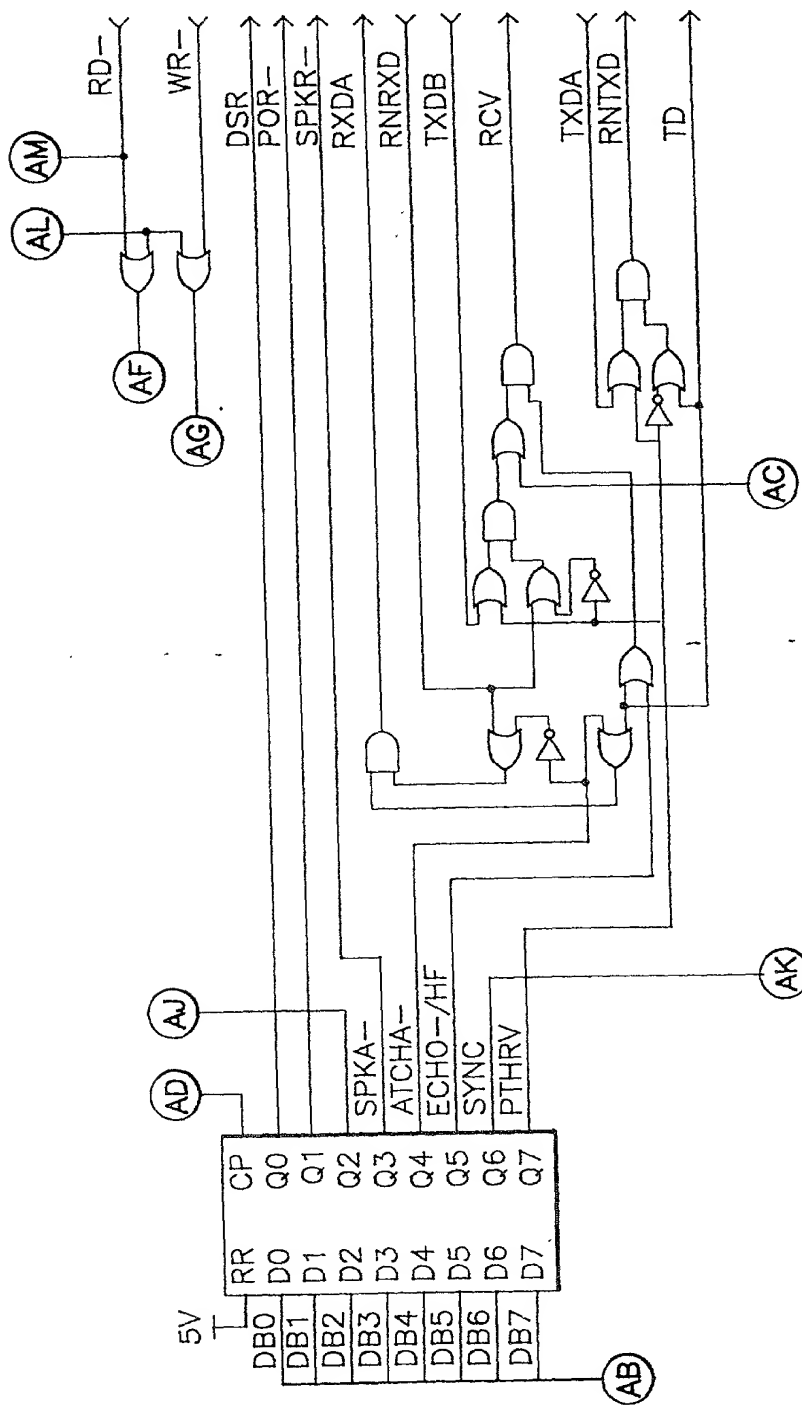 AM
RD–
AL
WR–
AF
AG
DSR
POR–
SPKR–
RXDA
RNRXD
TXDB
RCV
TXDA
RNTXD
TD
AC
AD
AJ
SPKA–
ATCHA–
ECHO–/HF
SYNC
PTHRV
AK
5V
RR CP
DB0 D0 Q0
DB1 D1 Q1
DB2 D2 Q2
DB3 D3 Q3
DB4 D4 Q4
DB5 D5 Q5
DB6 D6 Q6
DB7 D7 Q7
AB